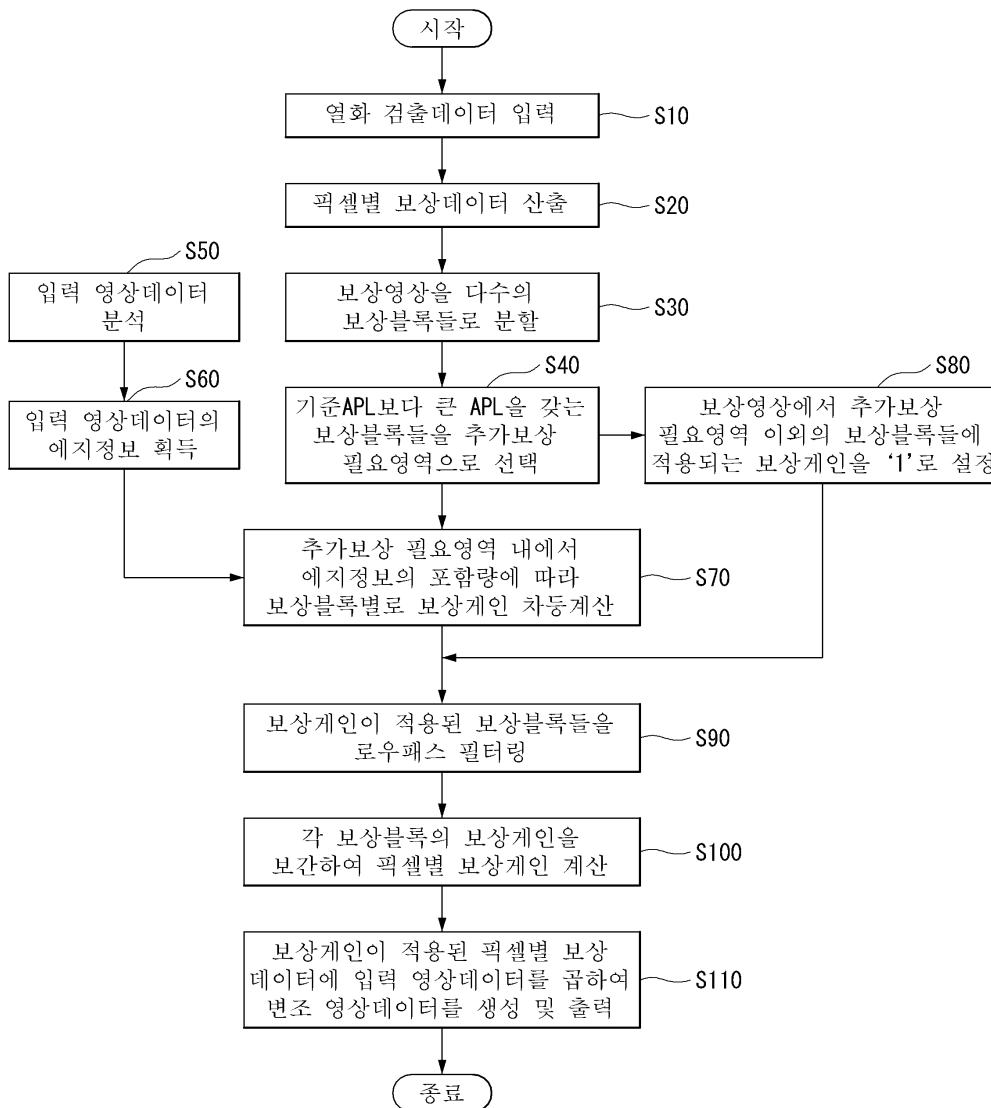 시작
열화 검출데이터 입력
S10
픽셀별 보상데이터 산출
S20
보상영상을 다수의
보상블록들로 분할
S30
S50
입력 영상데이터
분석
S60
입력 영상데이터의
에지정보 획득
S40
기준APL보다 큰 APL을 갖는
보상블록들을 추가보상
필요영역으로 선택
S80
보상영상에서 추가보상
필요영역 이외의 보상블록들에
적용되는 보상게인을 ‘1’로 설정
추가보상 필요영역 내에서
에지정보의 포함량에 따라
보상블록별로 보상게인 차등계산
S70
보상게인이 적용된 보상블록들을
로우패스 필터링
S90
각 보상블록의 보상게인을
보간하여 픽셀별 보상게인 계산
S100
보상게인이 적용된 픽셀별 보상
데이터에 입력 영상데이터를 곱하여
변조 영상데이터를 생성 및 출력
S110
종료